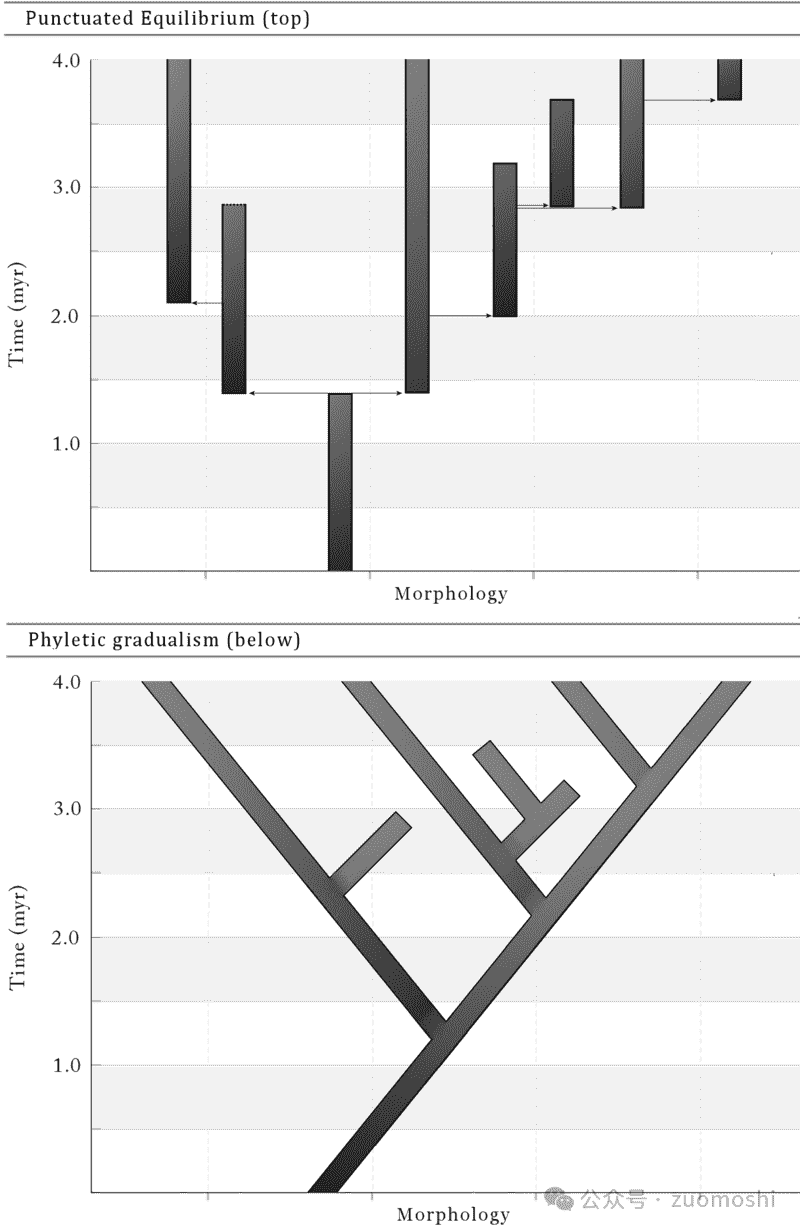 Punctuated Equilibrium (top)
4.0
3.0
2.0
1.0
Time (myr)
Morphology
Phyletic gradualism (below)
4.0
3.0
2.0
1.0
Time (myr)
公众号 · zuomoshi
Morphology